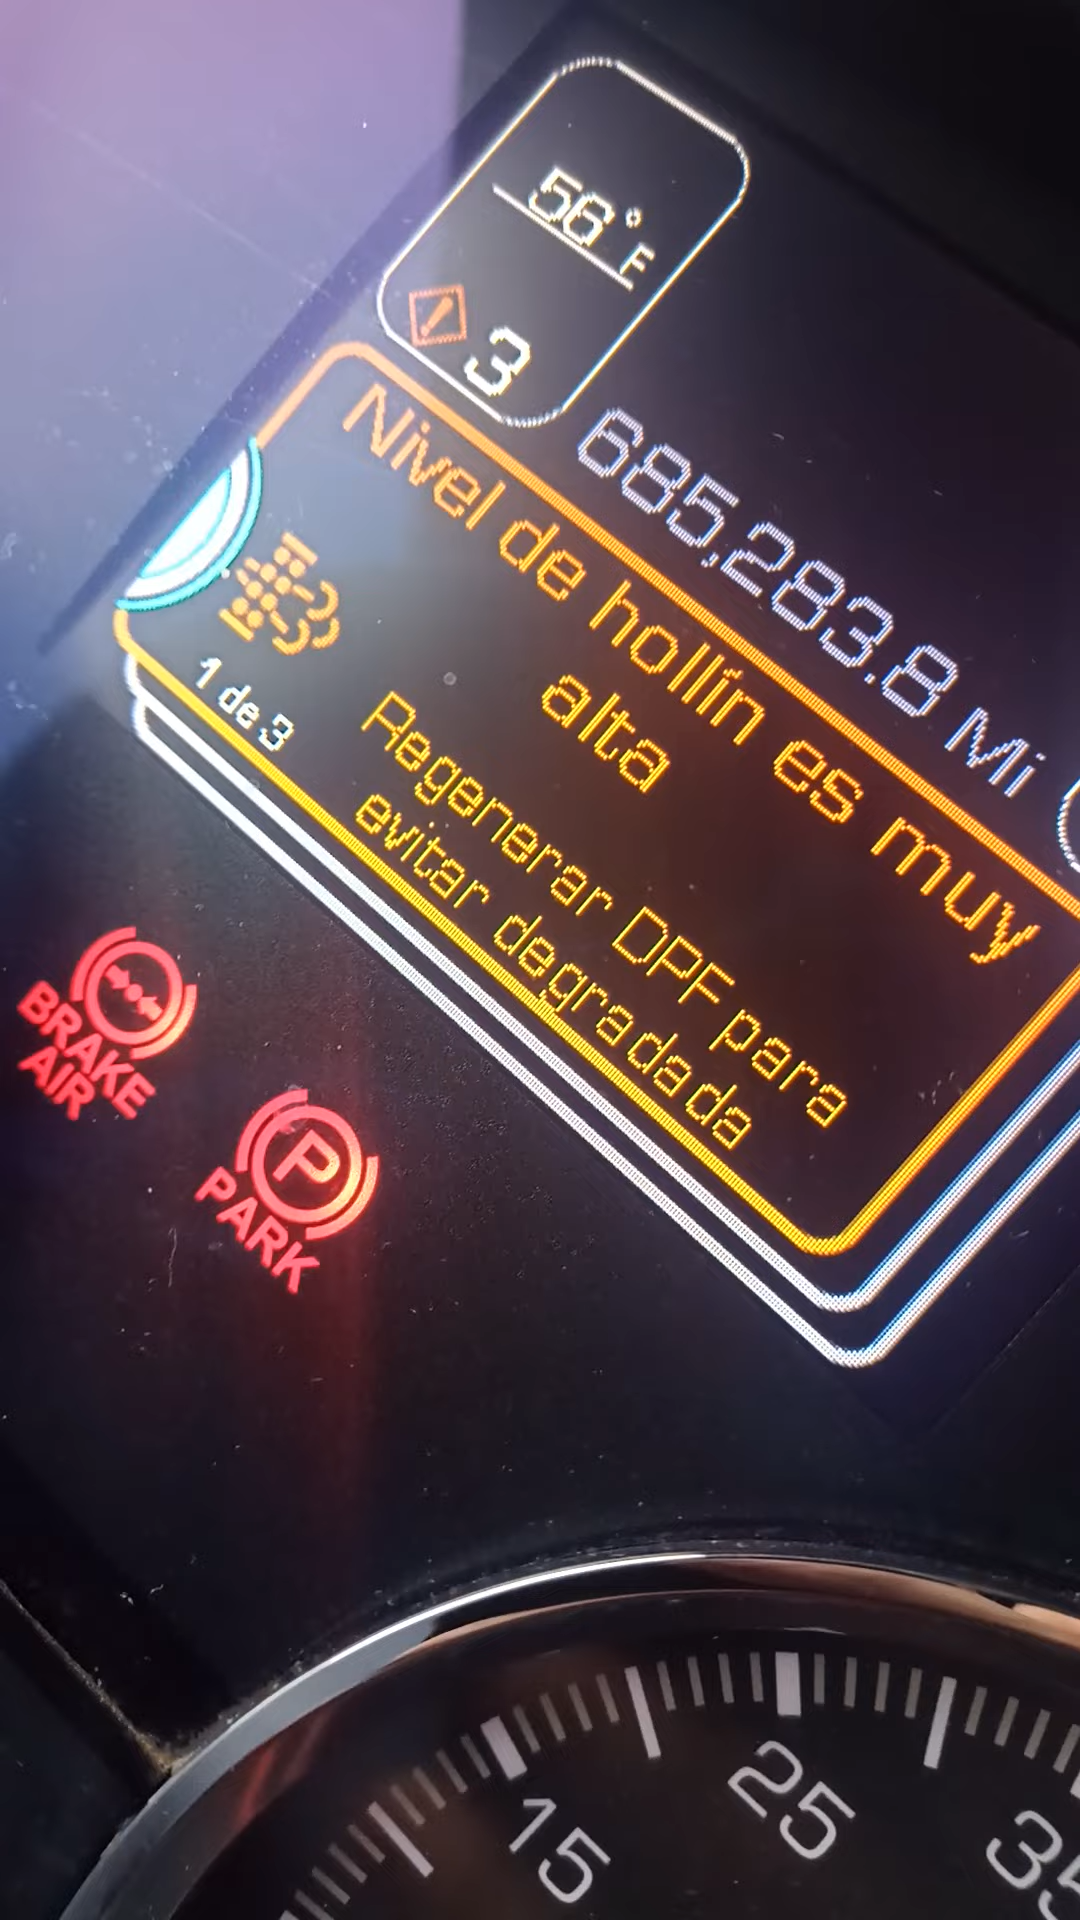 56°F
3
685,283.8 Mi
Nivel de hollín es muy
alta
Regenerar DPF para
evitar degradada
1 de 3
BRAKE
AIR
P
PARK
15
25
35